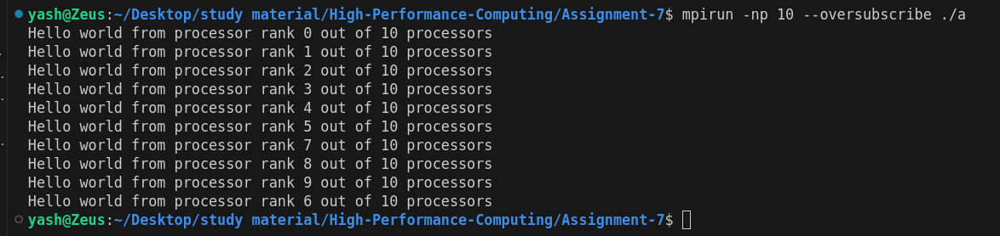 yash@Zeus:~/Desktop/study material/High-Performance-Computing/Assignment-7$ mpirun -np 10 --oversubscribe ./a
Hello world from processor rank 0 out of 10 processors
Hello world from processor rank 1 out of 10 processors
Hello world from processor rank 2 out of 10 processors
Hello world from processor rank 3 out of 10 processors
Hello world from processor rank 4 out of 10 processors
Hello world from processor rank 5 out of 10 processors
Hello world from processor rank 7 out of 10 processors
Hello world from processor rank 8 out of 10 processors
Hello world from processor rank 9 out of 10 processors
Hello world from processor rank 6 out of 10 processors
yash@Zeus:~/Desktop/study material/High-Performance-Computing/Assignment-7$